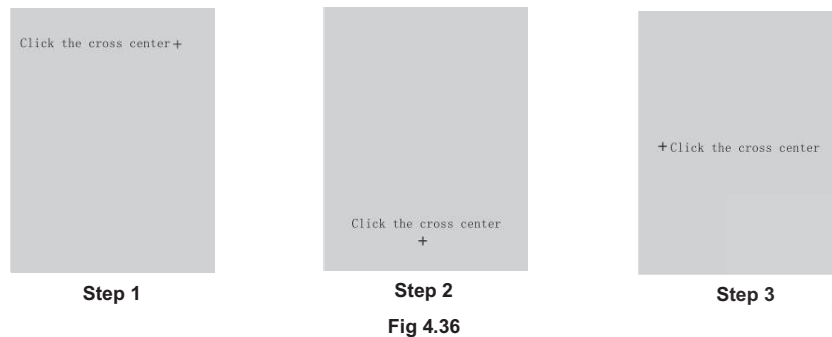 Click the cross center+
Click the cross center
+
+Click the cross center
Step 1
Step 2
Step 3
Fig 4.36